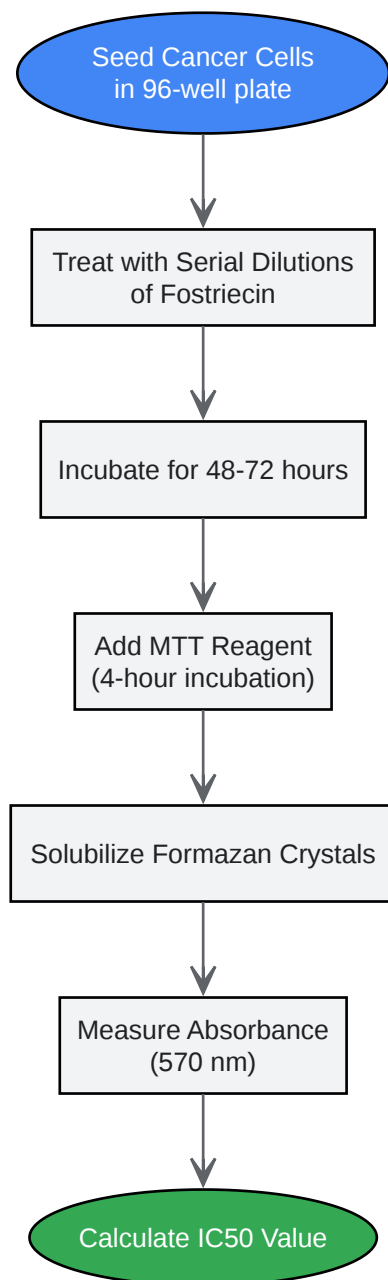 Seed Cancer Cells
in 96-well plate
Treat with Serial Dilutions
of Fostriecin
Incubate for 48-72 hours
Add MTT Reagent
(4-hour incubation)
Solubilize Formazan Crystals
Measure Absorbance
(570 nm)
Calculate IC50 Value